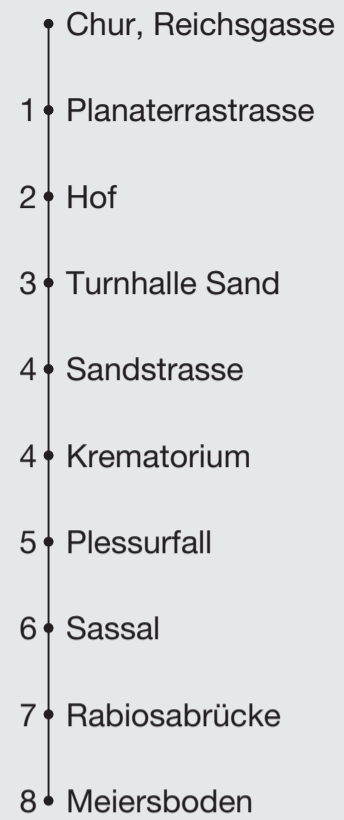 Chur, Reichsgasse
1 Planaterrastrasse
2 Hof
3 Turnhalle Sand
4 Sandstrasse
4 Krematorium
5 Plessurfall
6 Sassal
7 Rabiosabrücke
8 Meiersboden